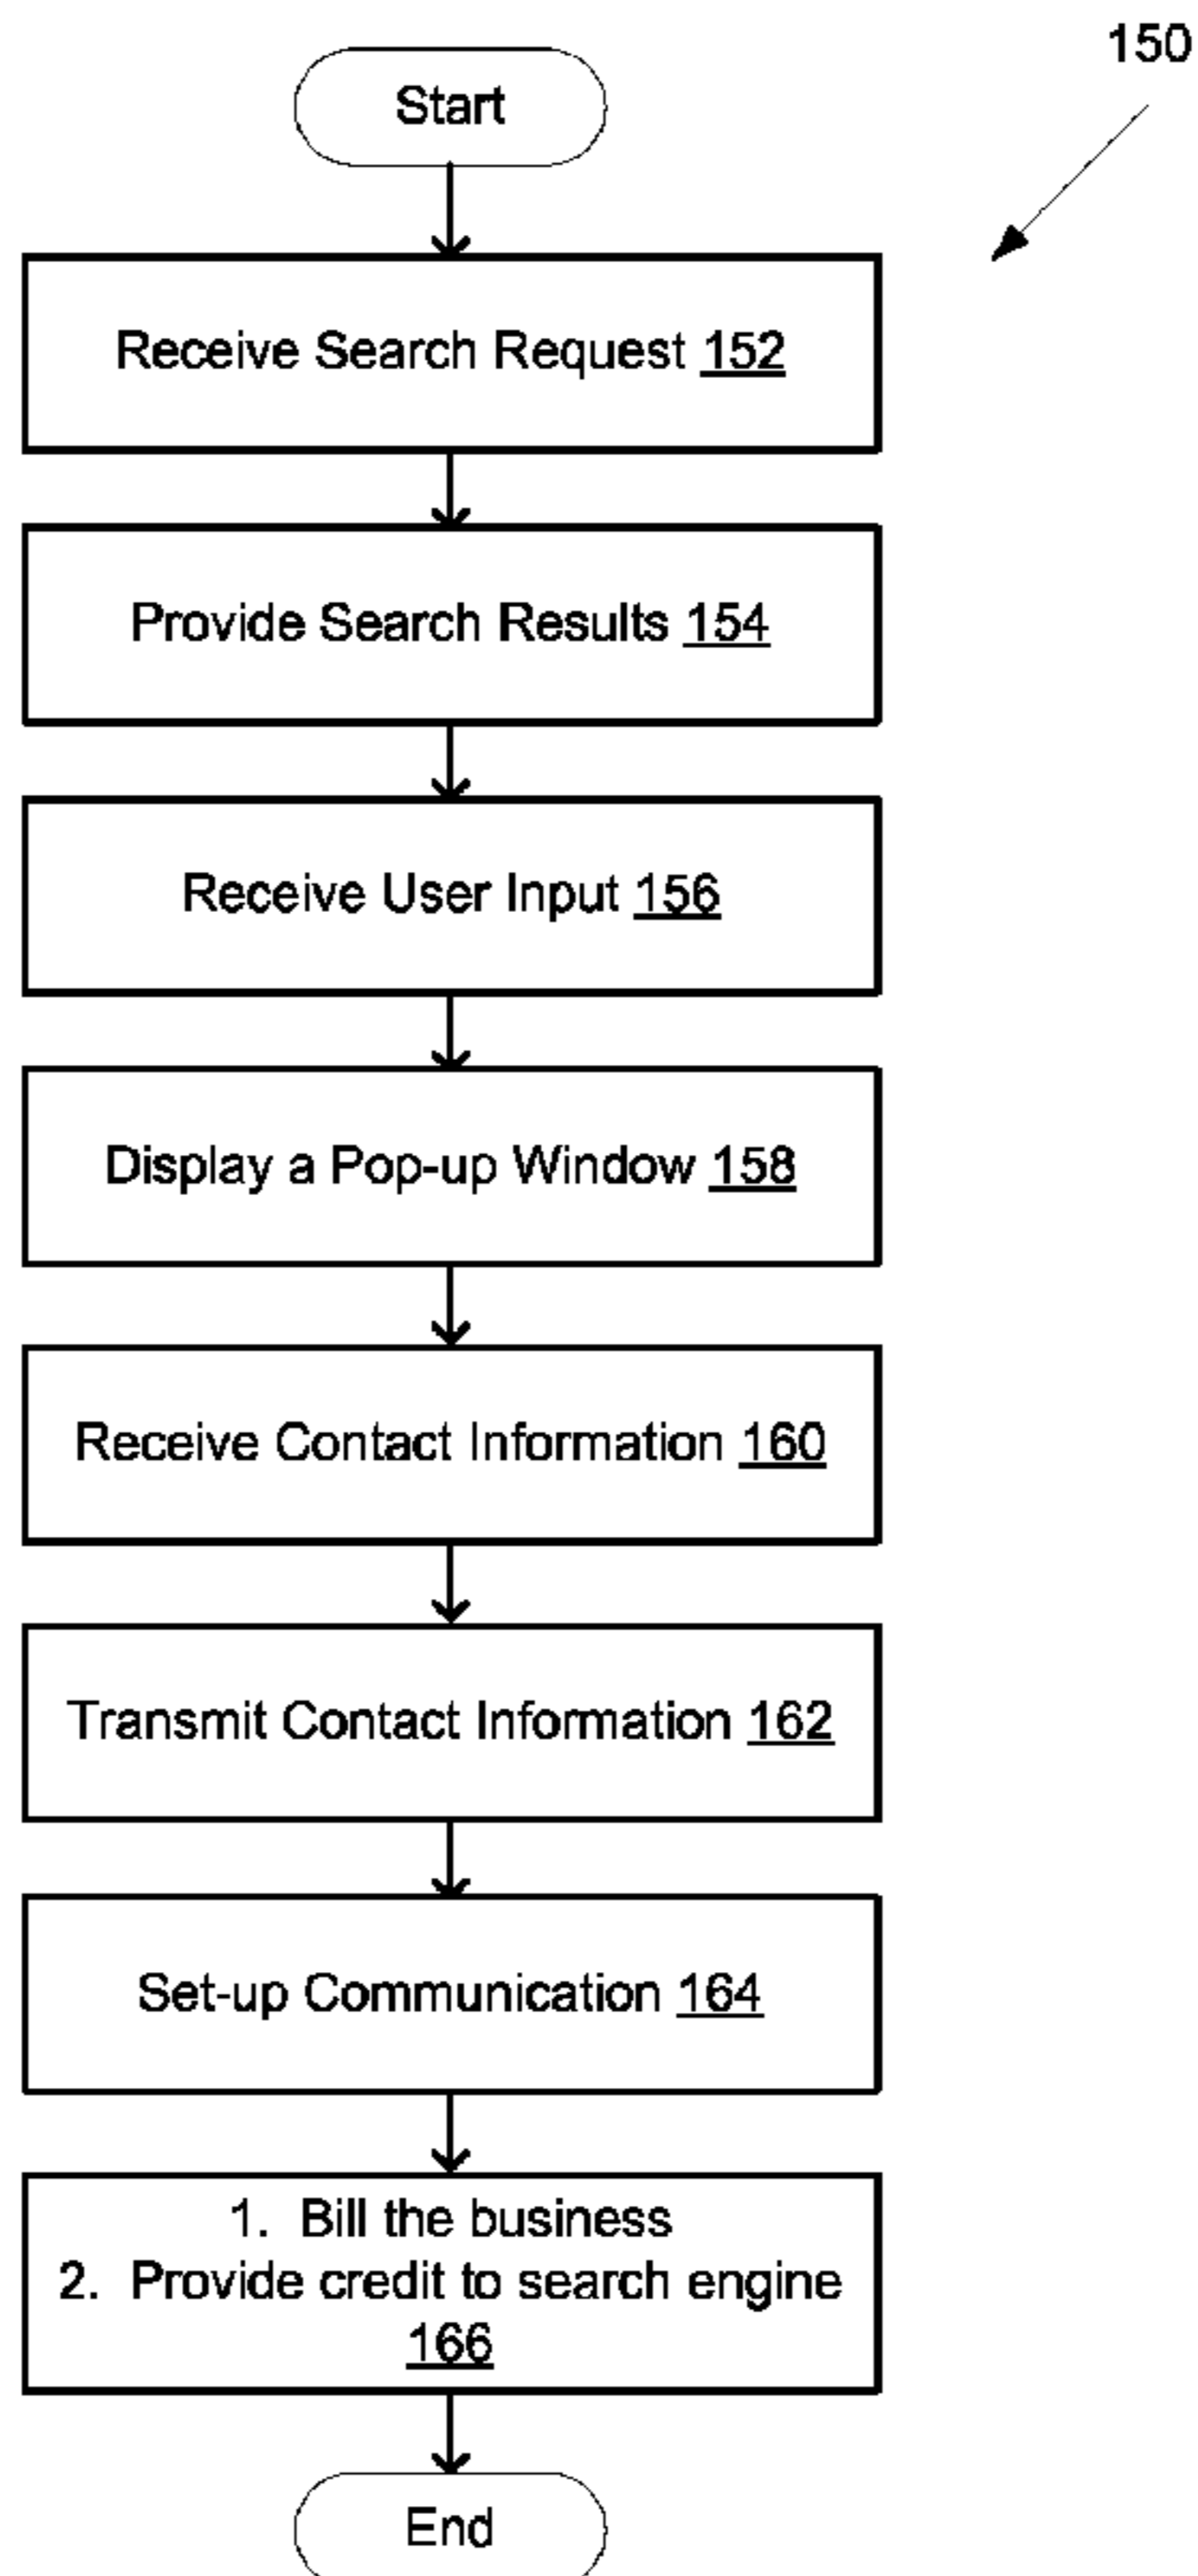 150
Start
Receive Search Request 152
Provide Search Results 154
Receive User Input 156
Display a Pop-up Window 158
Receive Contact Information 160
Transmit Contact Information 162
Set-up Communication 164
1. Bill the business
2. Provide credit to search engine
166
End